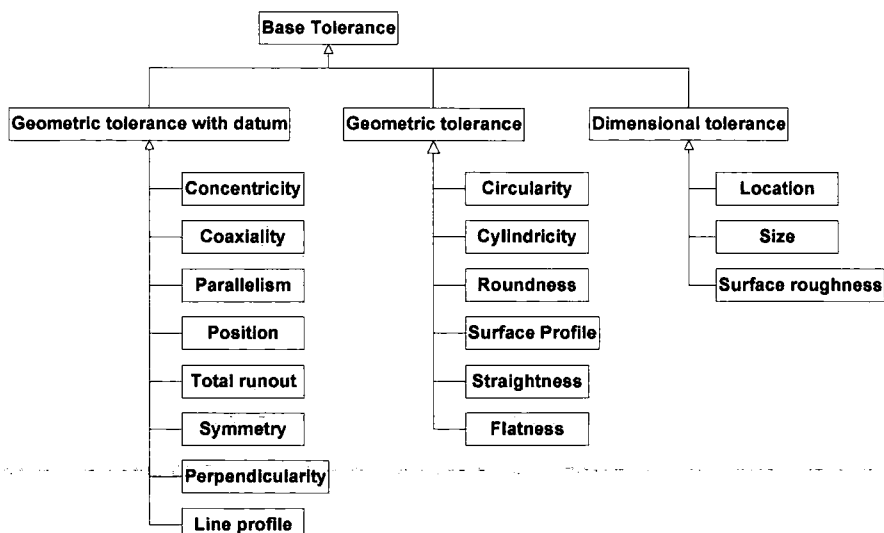 Base Tolerance
Geometric tolerance with datum
Geometric tolerance
Dimensional tolerance
Concentricity
Coaxiality
Parallelism
Position
Total runout
Symmetry
Perpendicularity
Line profile
Circularity
Cylindricity
Roundness
Surface Profile
Straightness
Flatness
Location
Size
Surface roughness